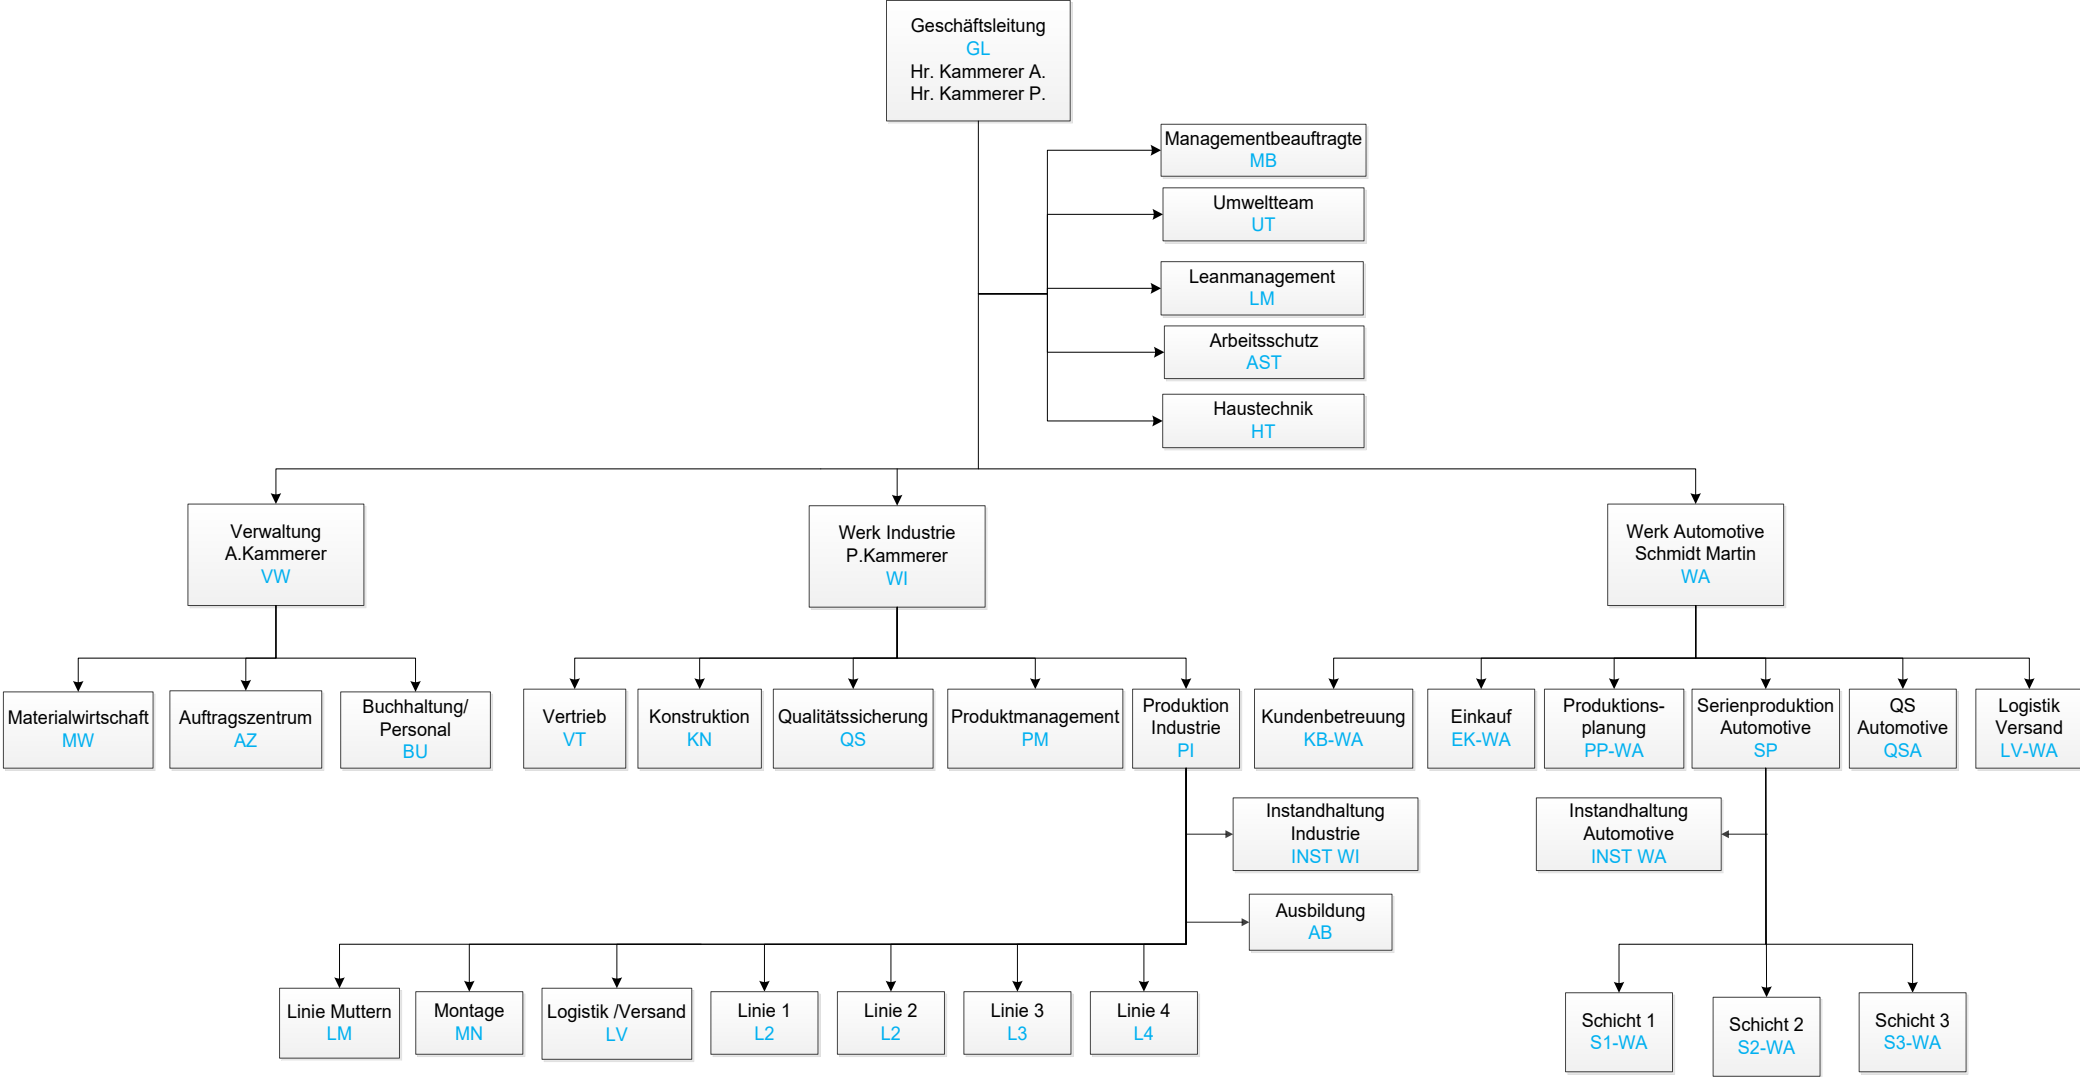 Geschäftsleitung
GL
Hr. Kammerer A.
Hr. Kammerer P.
Managementbeauftragte
MB
Umweltteam
UT
Leanmanagement
LM
Arbeitsschutz
AST
Haustechnik
HT
Verwaltung
A.Kammerer
VW
Werk Industrie
P.Kammerer
WI
Werk Automotive
Schmidt Martin
WA
Materialwirtschaft
MW
Auftragszentrum
AZ
Buchhaltung/
Personal
BU
Vertrieb
VT
Konstruktion
KN
Qualitätssicherung
QS
Produktmanagement
PM
Produktion
Industrie
PI
Kundenbetreuung
KB-WA
Einkauf
EK-WA
Produktions-
planung
PP-WA
Serienproduktion
Automotive
SP
QS
Automotive
QSA
Logistik
Versand
LV-WA
Instandhaltung
Industrie
INST WI
Instandhaltung
Automotive
INST WA
Ausbildung
AB
Linie Muttern
LM
Montage
MN
Logistik /Versand
LV
Linie 1
L2
Linie 2
L2
Linie 3
L3
Linie 4
L4
Schicht 1
S1-WA
Schicht 2
S2-WA
Schicht 3
S3-WA